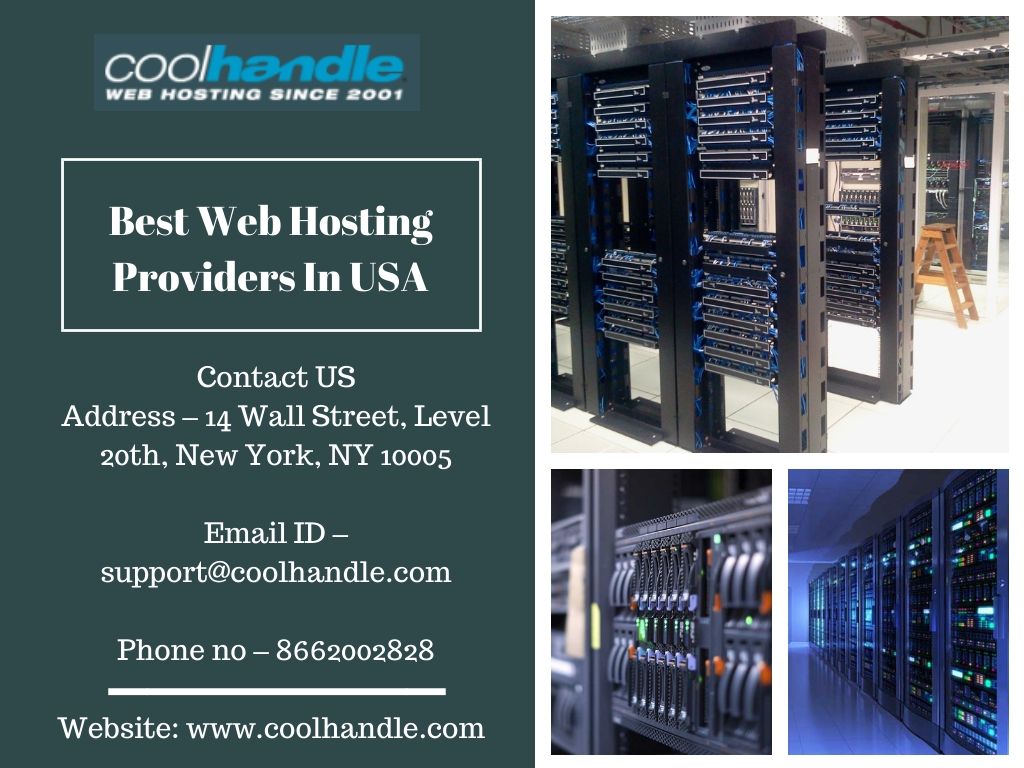 coolhandle
WEB HOSTING SINCE 2001
Best Web Hosting
Providers In USA
Contact US
Address – 14 Wall Street, Level
20th, New York, NY 10005
Email ID –
support@coolhandle.com
Phone no – 8662002828
Website: www.coolhandle.com